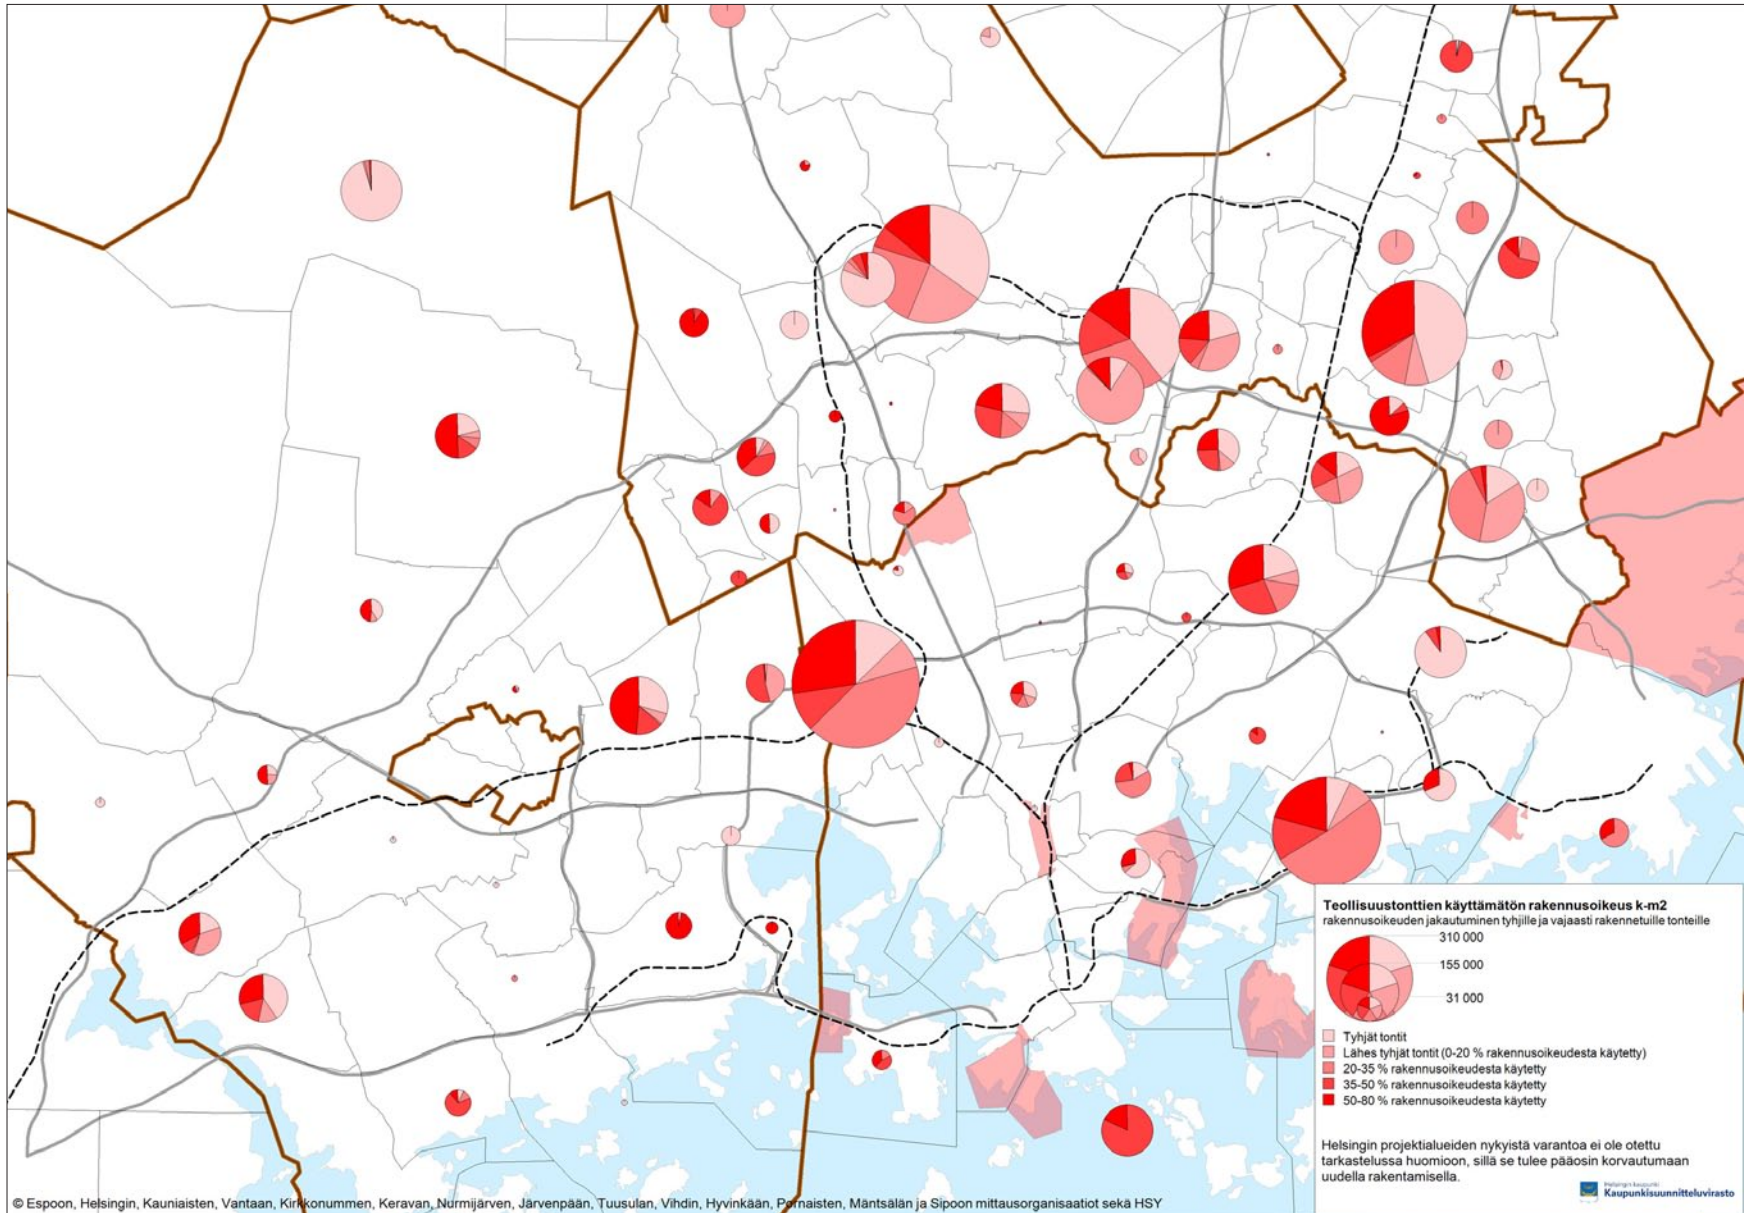 Teollisuustonttien käyttämätön rakennusoikeus k-m2
rakennusoikeuden jakautuminen tyhjille ja vajaasti rakennetuille tonteille
310 000
155 000
31 000
Tyhjät tontit
Lähes tyhjät tontit (0-20 % rakennusoikeudesta käytetty)
20-35 % rakennusoikeudesta käytetty
35-50 % rakennusoikeudesta käytetty
50-80 % rakennusoikeudesta käytetty
Helsingin projektialueiden nykyistä varantoa ei ole otettu
tarkastelussa huomioon, sillä se tulee pääosin korvautumaan
uudella rakentamisella.
Helsingin kaupunki
Kaupunkisuunnitteluvirasto
© Espoon, Helsingin, Kauniaisten, Vantaan, Kirkkonummen, Keravan, Nurmijärven, Järvenpään, Tuusulan, Vihdin, Hyvinkään, Pornaisten, Mäntsälän ja Sipoon mittausorganisaatiot sekä HSY